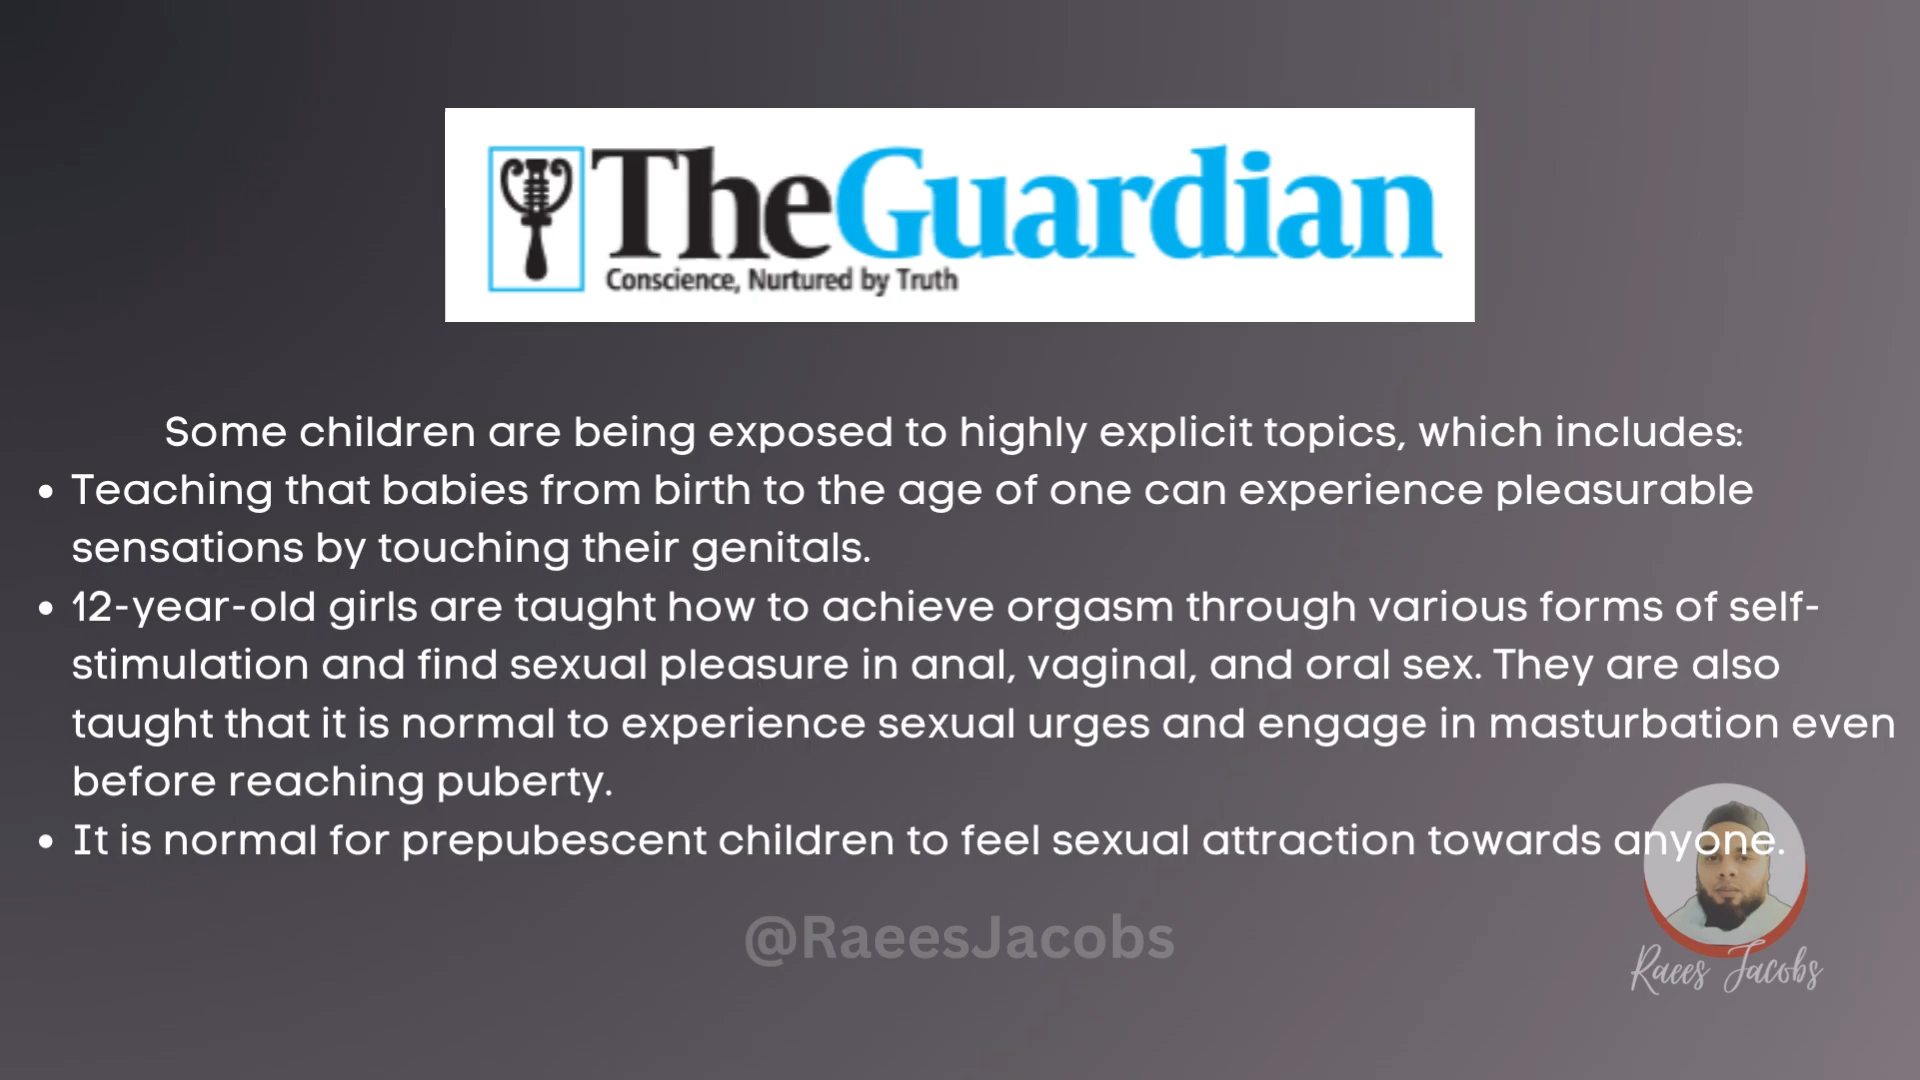 TheGuardian
Conscience, Nurtured by Truth
Some children are being exposed to highly explicit topics, which includes:
• Teaching that babies from birth to the age of one can experience pleasurable
sensations by touching their genitals.
• 12-year-old girls are taught how to achieve orgasm through various forms of self-
stimulation and find sexual pleasure in anal, vaginal, and oral sex. They are also
taught that it is normal to experience sexual urges and engage in masturbation even
before reaching puberty.
• It is normal for prepubescent children to feel sexual attraction towards anyone.
@RaeesJacobs
Raees Jacobs